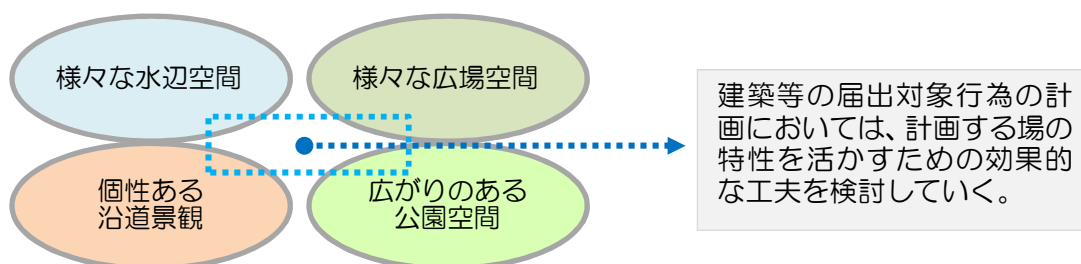 様々な水辺空間
様々な広場空間
個性ある
沿道景観
広がりのある
公園空間
建築等の届出対象行為の計
画においては、計画する場の
特性を活かすための効果的
な工夫を検討していく。